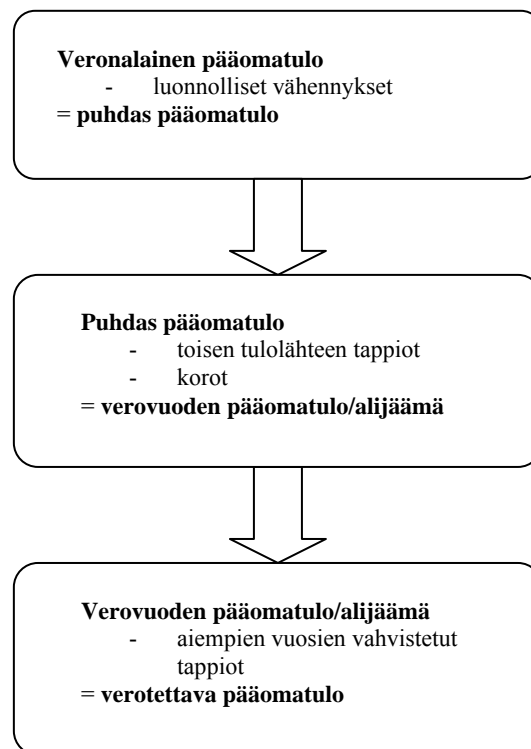 Veronalainen pääomatulo
- luonnolliset vähennykset
= puhdas pääomatulo
Puhdas pääomatulo
- toisen tulolähteen tappiot
- korot
= verovuoden pääomatulo/alijäämä
Verovuoden pääomatulo/alijäämä
- aiempien vuosien vahvistetut
tappiot
= verotettava pääomatulo